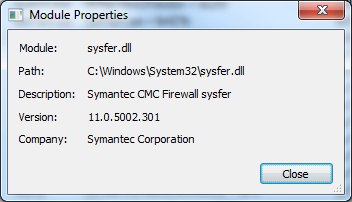 Module Properties
Module: sysfer.dll
Path: C:\Windows\System32\sysfer.dll
Description: Symantec CMC Firewall sysfer
Version: 11.0.5002.301
Company: Symantec Corporation
Close